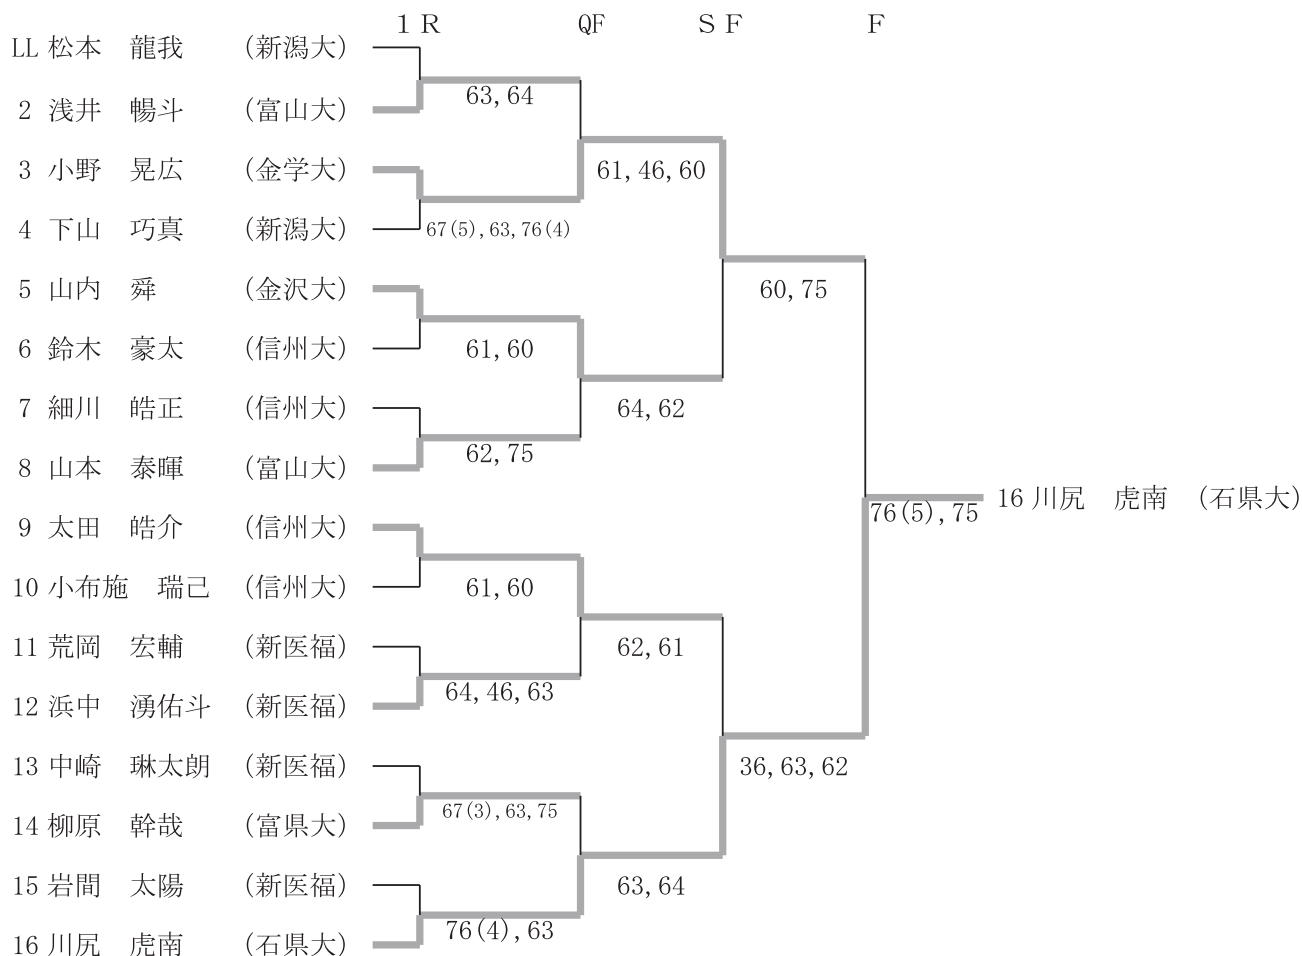 1 R QF S F F
LL 松本 龍我 (新潟大)
63, 64
2 浅井 暢斗 (富山大)
61, 46, 60
3 小野 晃広 (金学大)
4 下山 巧真 (新潟大) 67(5), 63, 76(4)
5 山内 舜 (金沢大)
60, 75
6 鈴木 豪太 (信州大) 61, 60
7 細川 皓正 (信州大) 64, 62
62, 75
8 山本 泰暉 (富山大)
16 川尻 虎南 (石県大)
76(5), 75
9 太田 皓介 (信州大)
10 小布施 瑞己 (信州大) 61, 60
11 荒岡 宏輔 (新医福) 62, 61
64, 46, 63
12 浜中 湧佑斗 (新医福)
13 中崎 琳太朗 (新医福) 36, 63, 62
67(3), 63, 75
14 柳原 幹哉 (富県大)
15 岩間 太陽 (新医福) 63, 64
76(4), 63
16 川尻 虎南 (石県大)